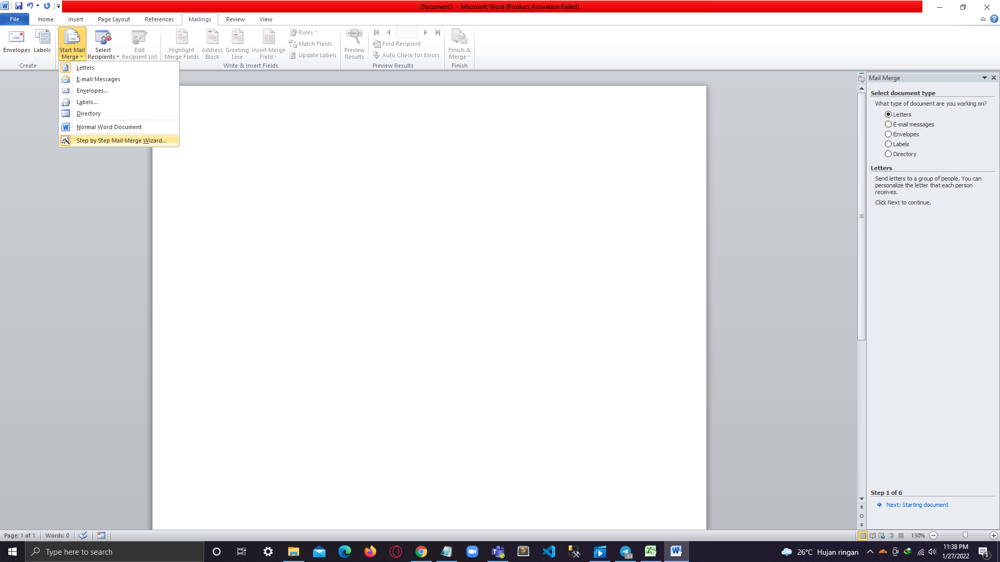 Document1 - Microsoft Word (Product Activation Failed)
File Home Insert Page Layout References Mailings Review View
Envelopes
Labels
Create
Start Mail
Merge
Select
Recipients
Edit
Recipient List
Highlight
Merge Fields
Address
Block
Greeting
Line
Insert Merge
Field
Rules
Match Fields
Update Labels
Write & Insert Fields
Preview
Results
Find Recipient
Auto Check for Errors
Preview Results
Finish &
Merge
Finish
Letters
E-mail Messages
Envelopes...
Labels...
Directory
Normal Word Document
Step by Step Mail Merge Wizard...
Mail Merge
Select document type
What type of document are you working on?
Letters
E-mail messages
Envelopes
Labels
Directory
Letters
Send letters to a group of people. You can
personalize the letter that each person
receives.
Click Next to continue.
Step 1 of 6
Next: Starting document
Page: 1 of 1 Words: 0 130%
Type here to search
83
26°C Hujan ringan
11:38 PM
1/27/2022
1